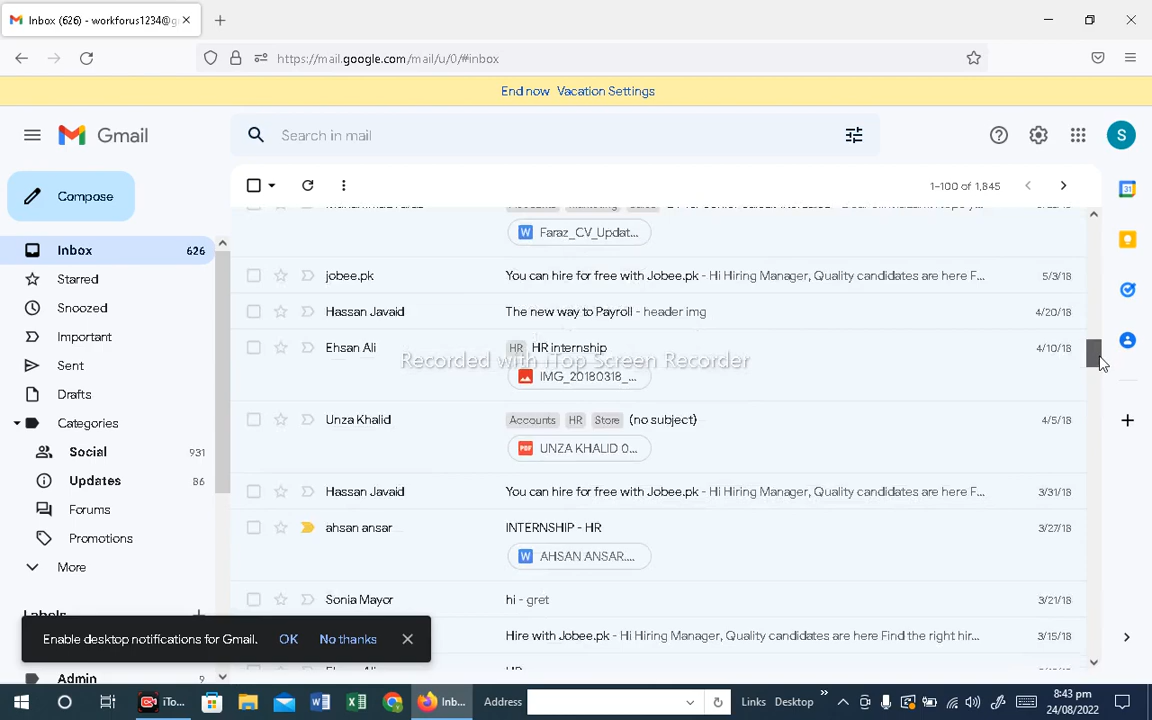 Inbox (626) - workforus1234@g
https://mail.google.com/mail/u/0/#inbox
End now Vacation Settings
Gmail
Search in mail
S
Compose
1-100 of 1,845
Inbox 626
Starred
Snoozed
Important
Sent
Drafts
Categories
Social 931
Updates 86
Forums
Promotions
More
Labels
Admin 9
Faraz_CV_Updat...
jobee.pk You can hire for free with Jobee.pk - Hi Hiring Manager, Quality candidates are here F... 5/3/18
Hassan Javaid The new way to Payroll - header img 4/20/18
Ehsan Ali HR HR internship 4/10/18
Recorded with iTop Screen Recorder
IMG_20180318_...
Unza Khalid Accounts HR Store (no subject) 4/5/18
PDF UNZA KHALID 0...
Hassan Javaid You can hire for free with Jobee.pk - Hi Hiring Manager, Quality candidates are here F... 3/31/18
ahsan ansar INTERNSHIP - HR 3/27/18
W AHSAN ANSAR....
Sonia Mayor hi - gret 3/21/18
Hire with Jobee.pk - Hi Hiring Manager, Quality candidates are here Find the right hir... 3/15/18
Enable desktop notifications for Gmail. OK No thanks
iTo... Inb... Address Links Desktop
8:43 pm
24/08/2022